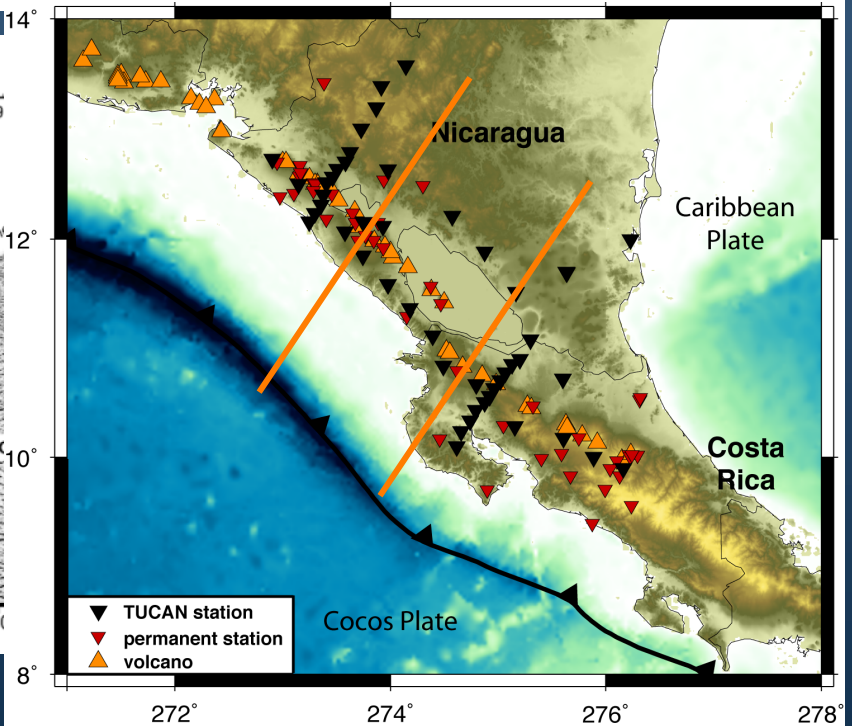 14°
Nicaragua
Caribbean
Plate
12°
10°
Costa
Rica
TUCAN station
permanent station
volcano
Cocos Plate
8°
272°
274°
276°
278°